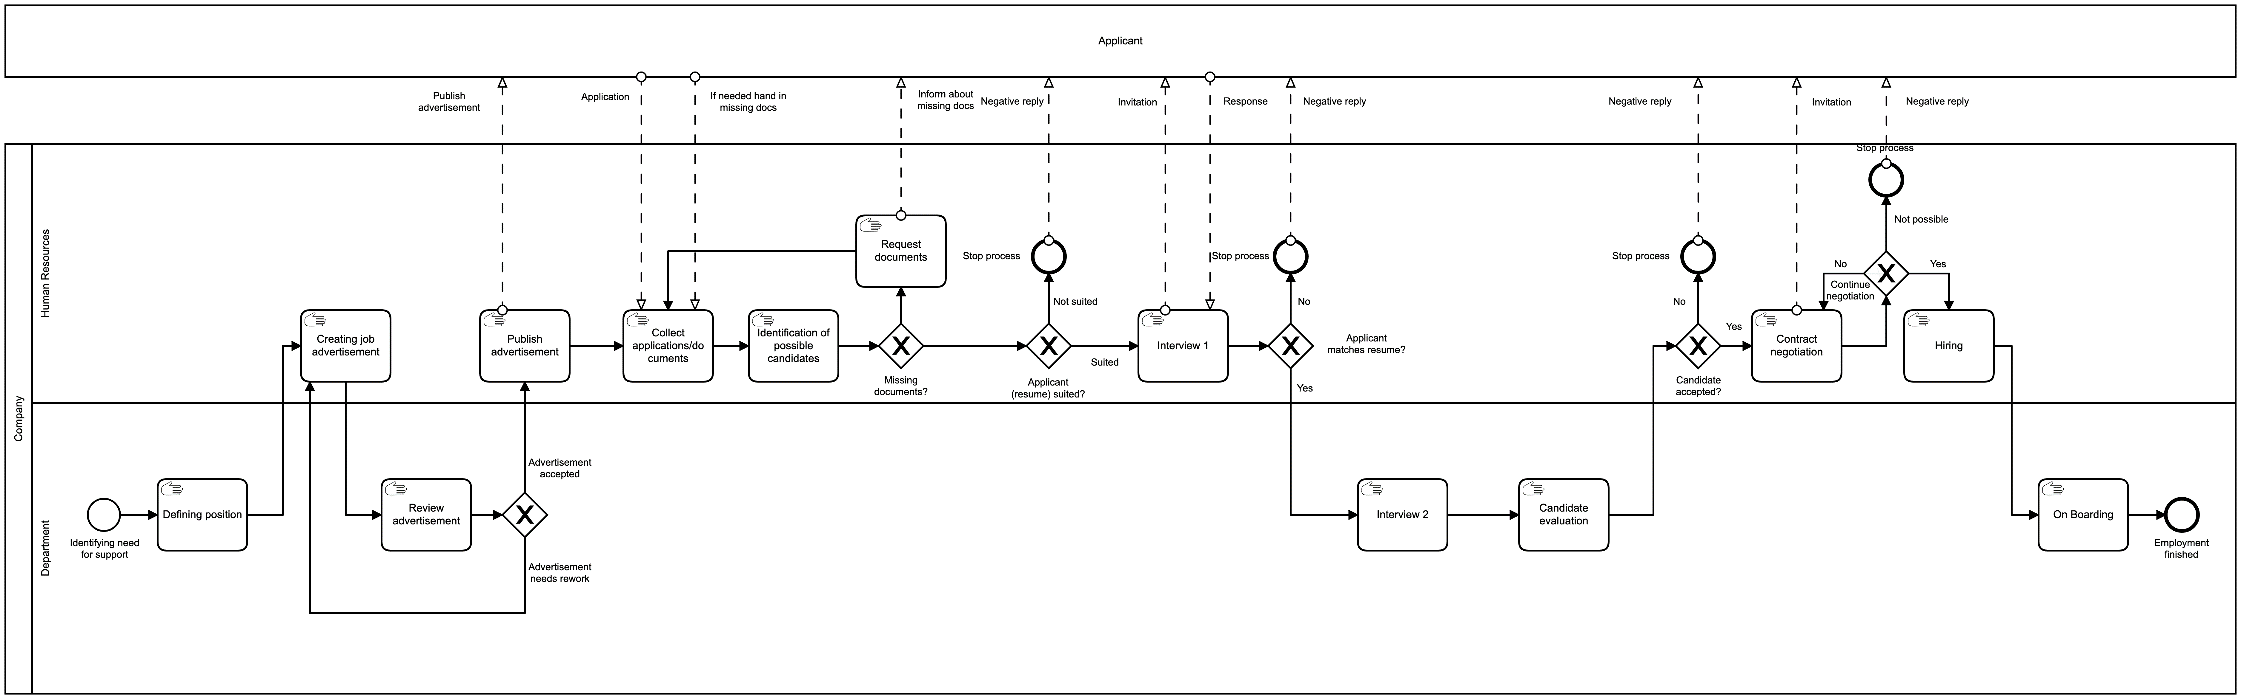 Applicant
Publish
advertisement
Application
If needed hand in
missing docs
Inform about
missing docs
Negative reply
Invitation
Response
Negative reply
Negative reply
Invitation
Negative reply
Company
Human Resources
Stop process
Not possible
Request
documents
Stop process
Stop process
Stop process
No
Continue
negotiation
Yes
Not suited
No
No
Creating job
advertisement
Publish
advertisement
Collect
applications/do
cuments
Identification of
possible
candidates
Missing
documents?
Applicant
(resume) suited?
Suited
Interview 1
Applicant
matches resume?
Yes
Candidate
accepted?
Yes
Contract
negotiation
Hiring
Department
Identifying need
for support
Defining position
Review
advertisement
Advertisement
accepted
Advertisement
needs rework
Interview 2
Candidate
evaluation
On Boarding
Employment
finished